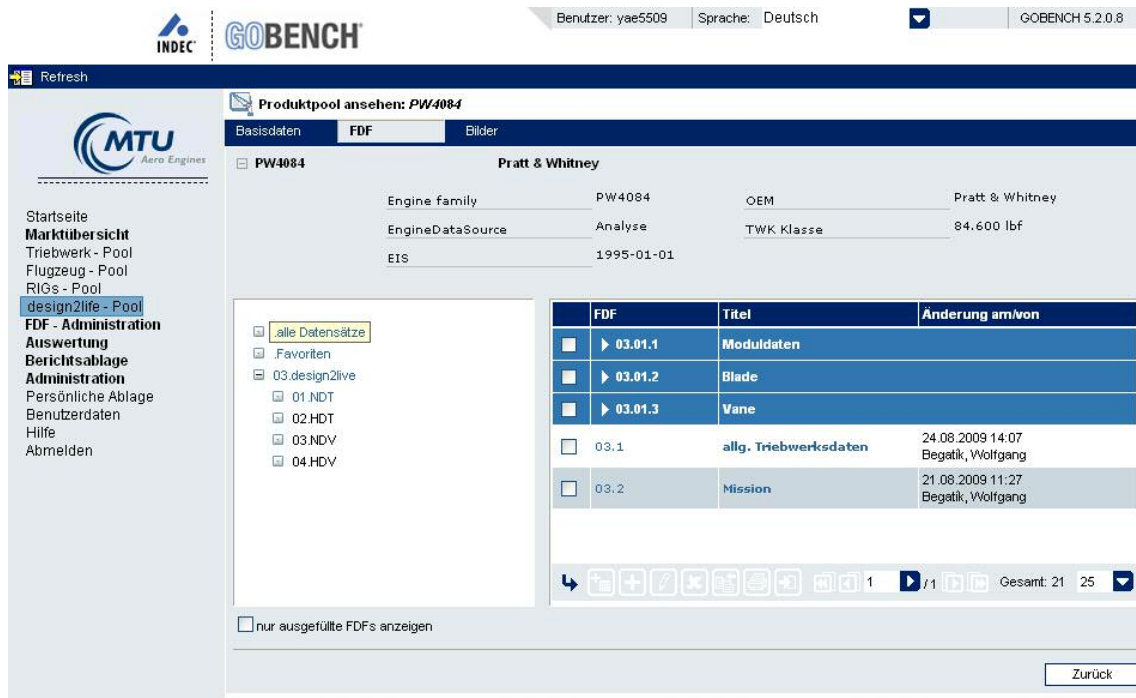 INDEC
GOBENCH
Benutzer: yae5509 Sprache: Deutsch GOBENCH 5.2.0.8
Refresh
MTU
Aero Engines
Startseite
Marktübersicht
Triebwerk - Pool
Flugzeug - Pool
RIGs - Pool
design2life - Pool
FDF - Administration
Auswertung
Berichtsablage
Administration
Persönliche Ablage
Benutzerdaten
Hilfe
Abmelden
Produktpool ansehen: PW4084
Basisdaten FDF Bilder
PW4084 Pratt & Whitney
Engine family PW4084 OEM Pratt & Whitney
EngineDataSource Analyse TWK Klasse 84.600 lbf
EIS 1995-01-01
.alle Datensätze
.Favoriten
03.design2live
01.NDT
02.HDT
03.NDV
04.HDV
FDF Titel Änderung am/von
03.01.1 Moduldaten
03.01.2 Blade
03.01.3 Vane
03.1 allg. Triebwerksdaten 24.08.2009 14:07
Begatik, Wolfgang
03.2 Mission 21.08.2009 11:27
Begatik, Wolfgang
1 /1 Gesamt: 21 25
nur ausgefüllte FDFs anzeigen
Zurück